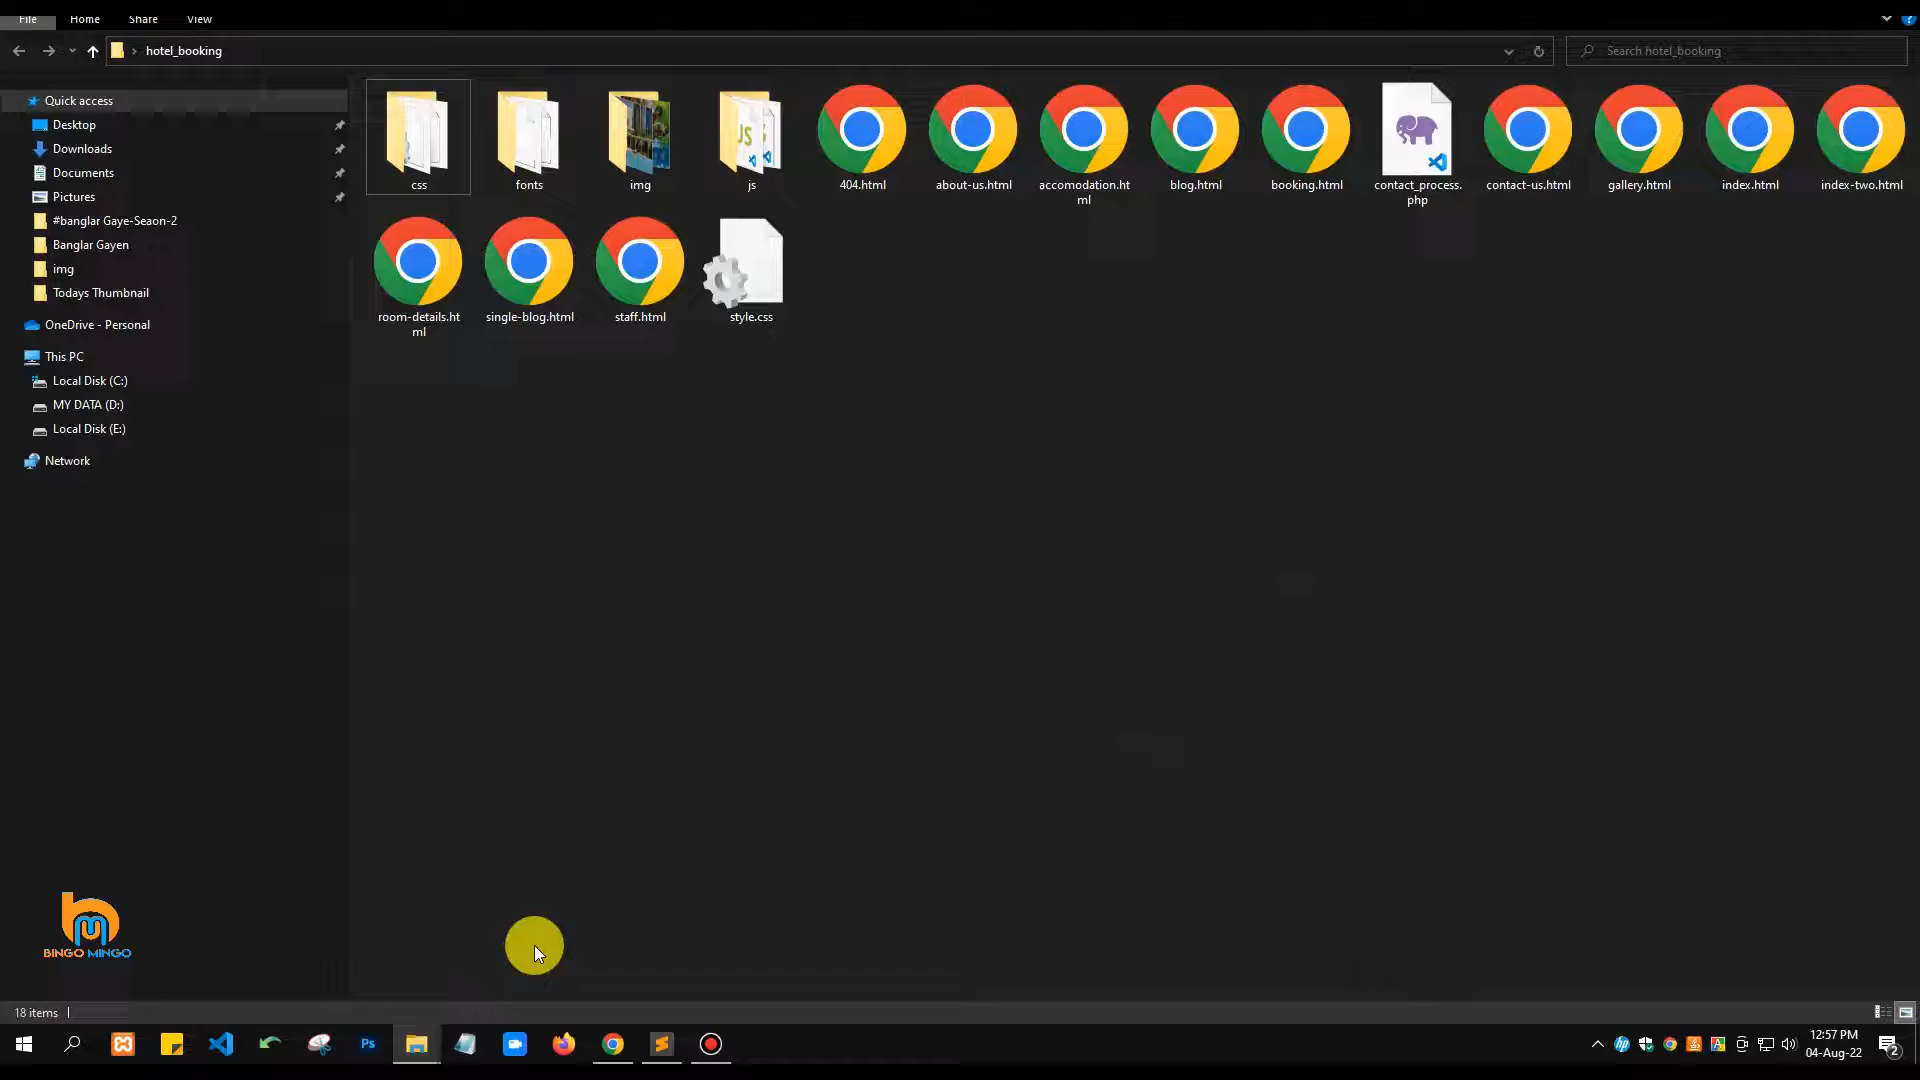 File Home Share View
hotel_booking
Search hotel_booking
Quick access
Desktop
Downloads
Documents
Pictures
#banglar Gaye-Seaon-2
Banglar Gayen
img
Todays Thumbnail
OneDrive - Personal
This PC
Local Disk (C:)
MY DATA (D:)
Local Disk (E:)
Network
css fonts img js 404.html about-us.html accomodation.ht blog.html booking.html contact_process. contact-us.html gallery.html index.html index-two.html
ml php
room-details.ht single-blog.html staff.html style.css
ml
BINGO MINGO
18 items
Ps
12:57 PM
04-Aug-22
2